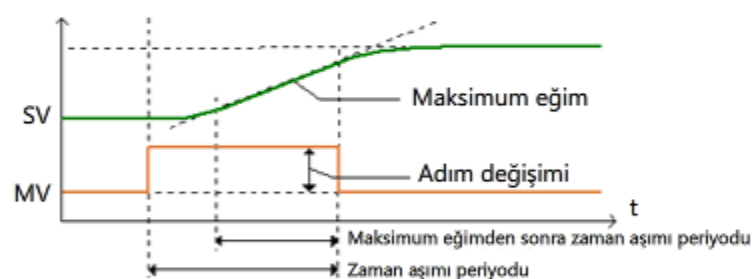 SV
Maksimum eğim
Adım değişimi
MV
t
Maksimum eğimden sonra zaman aşımı periyodu
Zaman aşımı periyodu